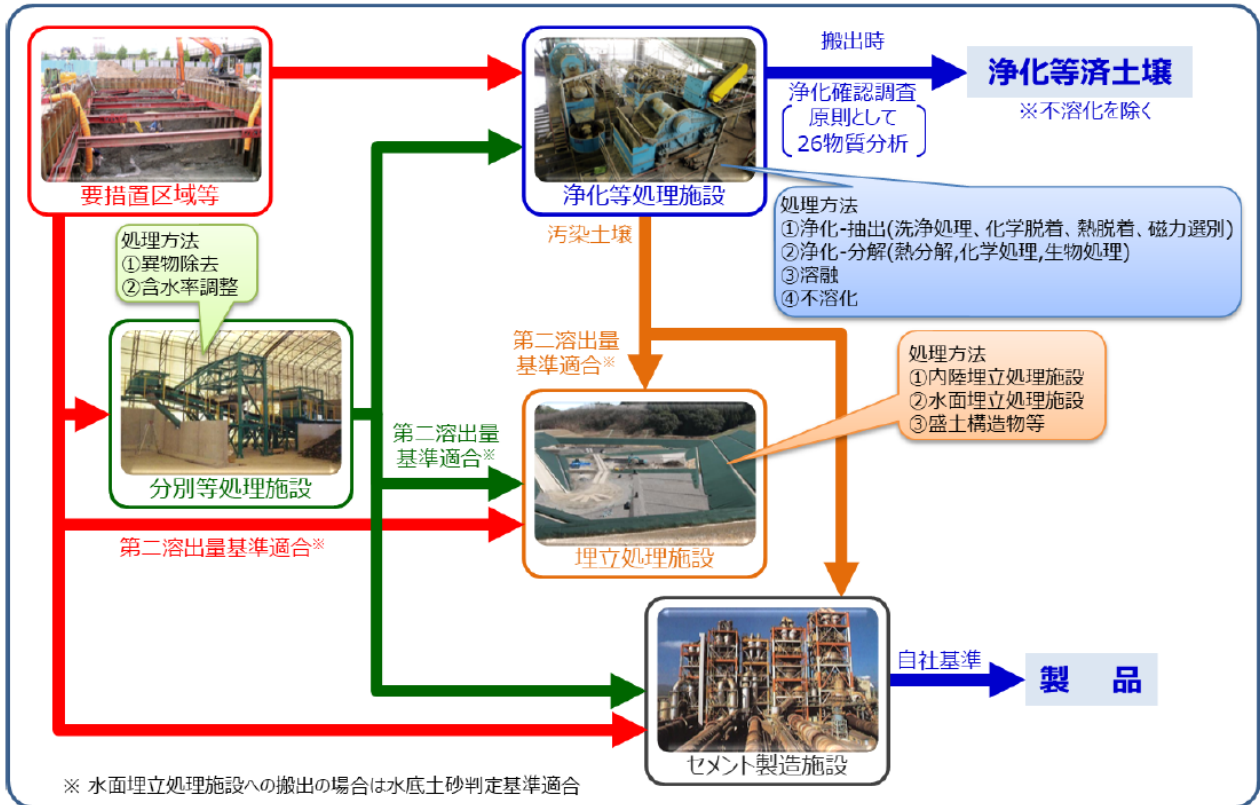 要措置区域等
浄化等処理施設
搬出時
浄化確認調査
原則として
26物質分析
浄化等済土壌
※不溶化を除く
処理方法
①浄化-抽出(洗浄処理、化学脱着、熱脱着、磁力選別)
②浄化-分解(熱分解,化学処理,生物処理)
③溶融
④不溶化
処理方法
①異物除去
②含水率調整
分別等処理施設
汚染土壌
第二溶出量
基準適合※
処理方法
①内陸埋立処理施設
②水面埋立処理施設
③盛土構造物等
第二溶出量
基準適合※
第二溶出量基準適合※
埋立処理施設
セメント製造施設
自社基準
製 品
※ 水面埋立処理施設への搬出の場合は水底土砂判定基準適合